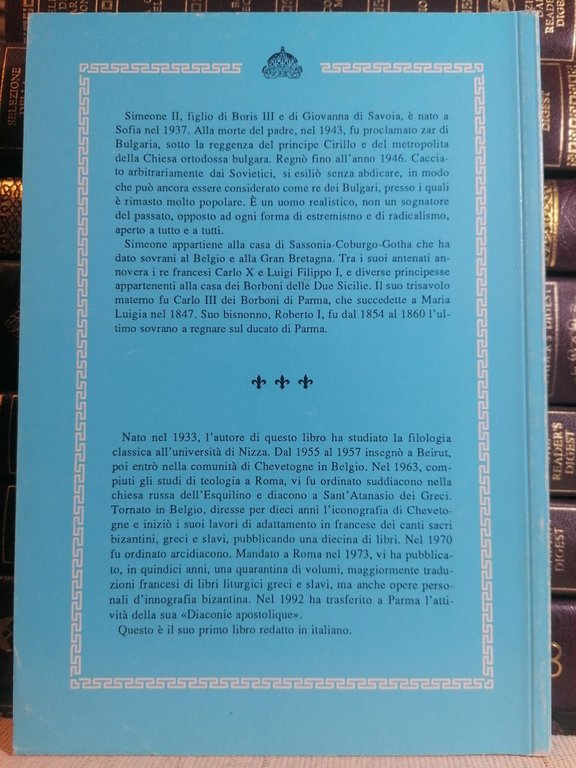 Simeone II, figlio di Boris III e di Giovanna di Savoia, è nato a
Sofia nel 1937. Alla morte del padre, nel 1943, fu proclamato zar di
Bulgaria, sotto la reggenza del principe Cirillo e del metropolita
della Chiesa ortodossa bulgara. Regnò fino all'anno 1946. Caccia-
to arbitrariamente dai Sovietici, si esiliò senza abdicare, in modo
che può ancora essere considerato come re dei Bulgari, presso i quali
è rimasto molto popolare. È un uomo realistico, non un sognatore
del passato, opposto ad ogni forma di estremismo e di radicalismo,
aperto a tutto e a tutti.
Simeone appartiene alla casa di Sassonia-Coburgo-Gotha che ha
dato sovrani al Belgio e alla Gran Bretagna. Tra i suoi antenati an-
novera i re francesi Carlo X e Luigi Filippo I, e diverse principesse
appartenenti alla casa dei Borboni delle Due Sicilie. Il suo trisavolo
materno fu Carlo III dei Borboni di Parma, che succedette a Maria
Luigia nel 1847. Suo bisnonno, Roberto I, fu dal 1854 al 1860 l'ul-
timo sovrano a regnare sul ducato di Parma.
Nato nel 1933, l'autore di questo libro ha studiato la filologia
classica all'università di Nizza. Dal 1955 al 1957 insegnò a Beirut,
poi entrò nella comunità di Chevetogne in Belgio. Nel 1963, com-
piuti gli studi di teologia a Roma, vi fu ordinato suddiacono nella
chiesa russa dell'Esquilino e diacono a Sant'Atanasio dei Greci.
Tornato in Belgio, diresse per dieci anni l'iconografia di Cheveto-
gne e iniziò i suoi lavori di adattamento in francese dei canti sacri
bizantini, greci e slavi, pubblicando una diecina di libri. Nel 1970
fu ordinato arcidiacono. Mandato a Roma nel 1973, vi ha pubblica-
to, in quindici anni, una quarantina di volumi, maggiormente tradu-
zioni francesi di libri liturgici greci e slavi, ma anche opere perso-
nali d'innografia bizantina. Nel 1992 ha trasferito a Parma l'atti-
vità della sua «Diaconie apostolique».
Questo è il suo primo libro redatto in italiano.
SELEZIONE
READER'S
DIGEST
DIGEST
READER'S
DIGEST